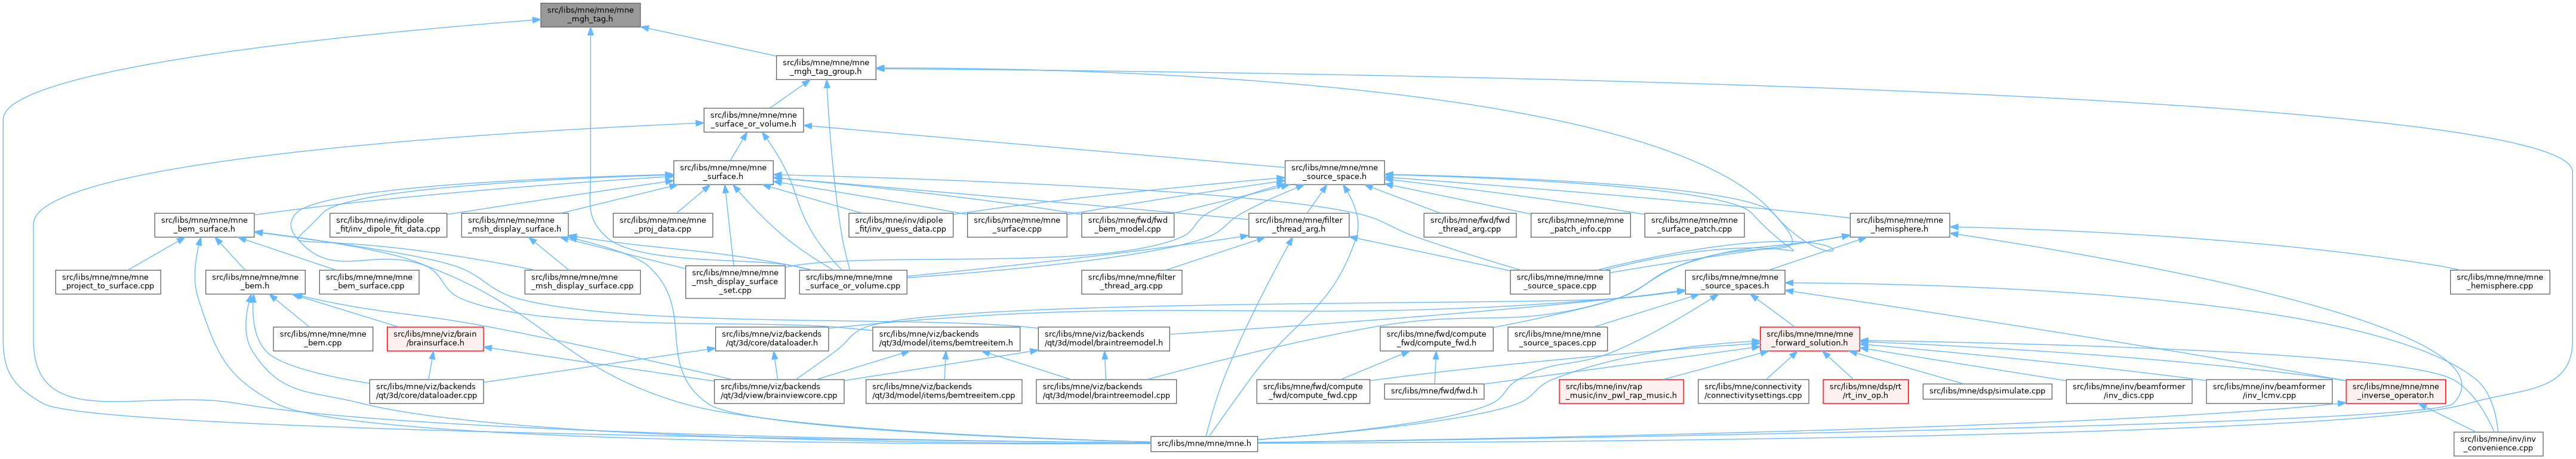 src/libs/mne/mne/mne
_mgh_tag.h
src/libs/mne/mne/mne
_mgh_tag_group.h
src/libs/mne/mne/mne
_surface_or_volume.h
src/libs/mne/mne/mne
_surface.h
src/libs/mne/mne/mne
_source_space.h
src/libs/mne/mne/mne
_bem_surface.h
src/libs/mne/inv/dipole
_fit/inv_dipole_fit_data.cpp
src/libs/mne/mne/mne
_msh_display_surface.h
src/libs/mne/mne/mne
_proj_data.cpp
src/libs/mne/inv/dipole
_fit/inv_guess_data.cpp
src/libs/mne/mne/mne
_surface.cpp
src/libs/mne/fwd/fwd
_bem_model.cpp
src/libs/mne/mne/filter
_thread_arg.h
src/libs/mne/fwd/fwd
_thread_arg.cpp
src/libs/mne/mne/mne
_patch_info.cpp
src/libs/mne/mne/mne
_surface_patch.cpp
src/libs/mne/mne/mne
_hemisphere.h
src/libs/mne/mne/mne
_project_to_surface.cpp
src/libs/mne/mne/mne
_bem.h
src/libs/mne/mne/mne
_bem_surface.cpp
src/libs/mne/mne/mne
_msh_display_surface.cpp
src/libs/mne/mne/mne
_msh_display_surface
_set.cpp
src/libs/mne/mne/mne
_surface_or_volume.cpp
src/libs/mne/mne/filter
_thread_arg.cpp
src/libs/mne/mne/mne
_source_space.cpp
src/libs/mne/mne/mne
_source_spaces.h
src/libs/mne/mne/mne
_hemisphere.cpp
src/libs/mne/mne/mne
_bem.cpp
src/libs/mne/viz/brain
/brainsurface.h
src/libs/mne/viz/backends
/qt/3d/core/dataloader.h
src/libs/mne/viz/backends
/qt/3d/model/items/bemtreeitem.h
src/libs/mne/viz/backends
/qt/3d/model/braintreemodel.h
src/libs/mne/fwd/compute
_fwd/compute_fwd.h
src/libs/mne/mne/mne
_source_spaces.cpp
src/libs/mne/mne/mne
_forward_solution.h
src/libs/mne/viz/backends
/qt/3d/core/dataloader.cpp
src/libs/mne/viz/backends
/qt/3d/view/brainviewcore.cpp
src/libs/mne/viz/backends
/qt/3d/model/items/bemtreeitem.cpp
src/libs/mne/viz/backends
/qt/3d/model/braintreemodel.cpp
src/libs/mne/fwd/compute
_fwd/compute_fwd.cpp
src/libs/mne/fwd/fwd.h
src/libs/mne/inv/rap
_music/inv_pwl_rap_music.h
src/libs/mne/connectivity
/connectivitysettings.cpp
src/libs/mne/dsp/rt
/rt_inv_op.h
src/libs/mne/dsp/simulate.cpp
src/libs/mne/inv/beamformer
/inv_dics.cpp
src/libs/mne/inv/beamformer
/inv_lcmv.cpp
src/libs/mne/mne/mne
_inverse_operator.h
src/libs/mne/mne/mne.h
src/libs/mne/inv/inv
_convenience.cpp